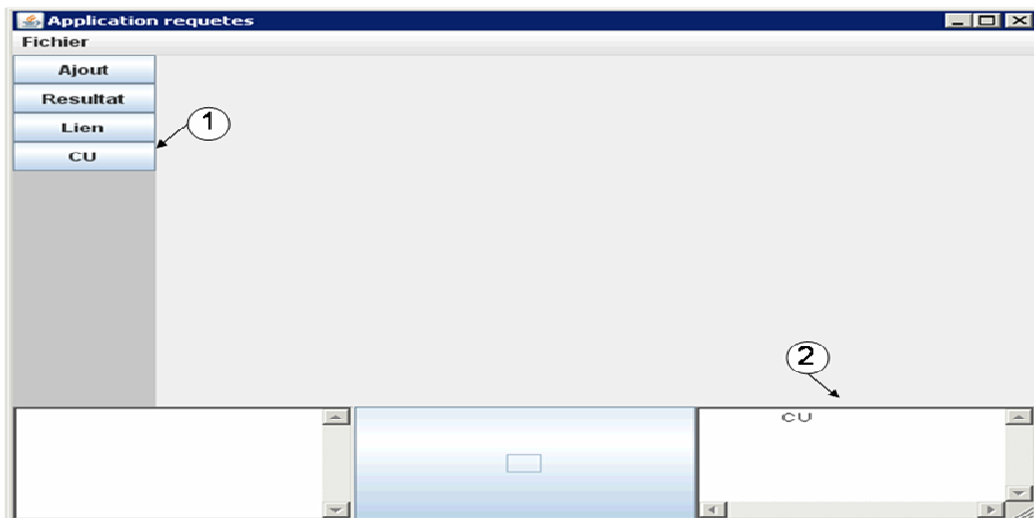 Application requetes
Fichier
Ajout
Resultat
Lien
CU
1
2
CU